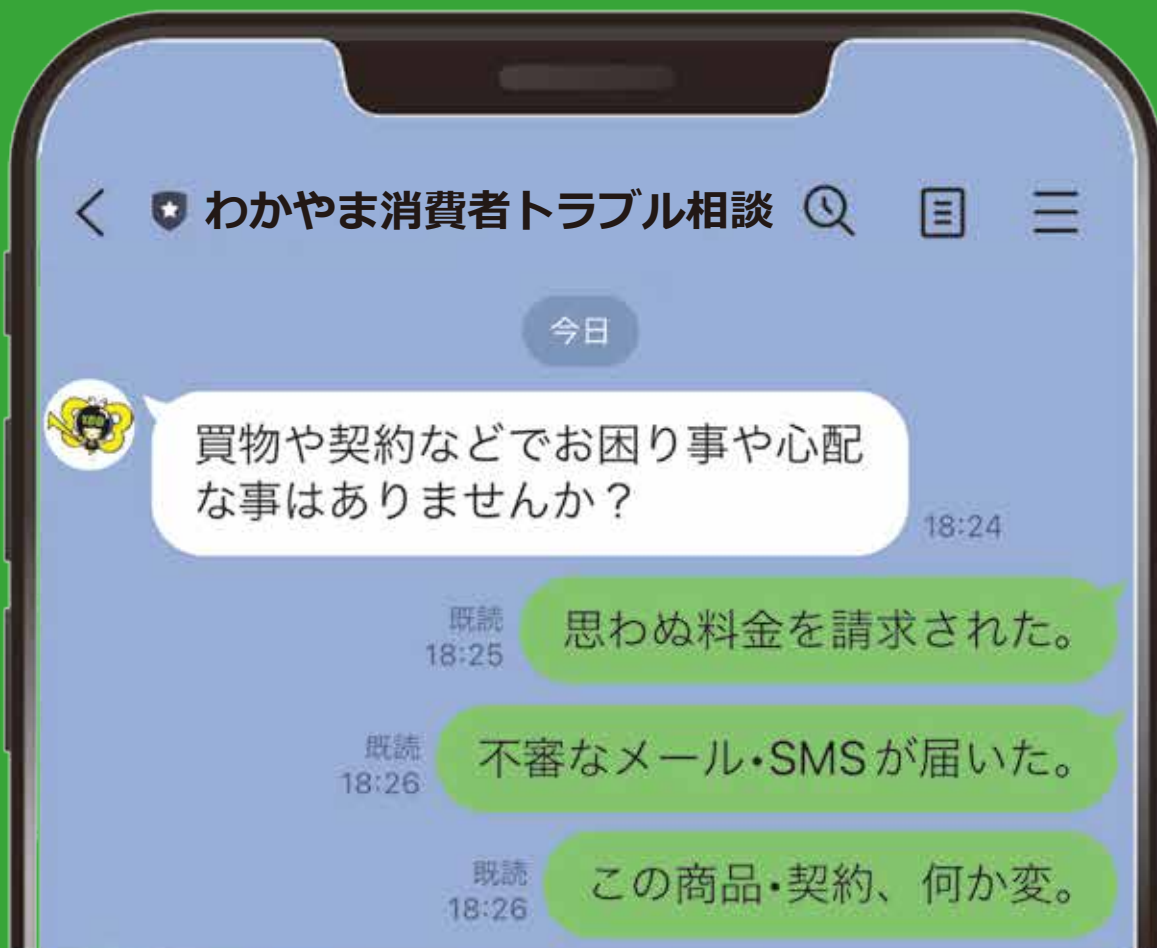 わかやま消費者トラブル相談
今日
買物や契約などでお困り事や心配
な事はありませんか？
18:24
既読
18:25
思わぬ料金を請求された。
既読
18:26
不審なメール・SMSが届いた。
既読
18:26
この商品・契約、何か変。